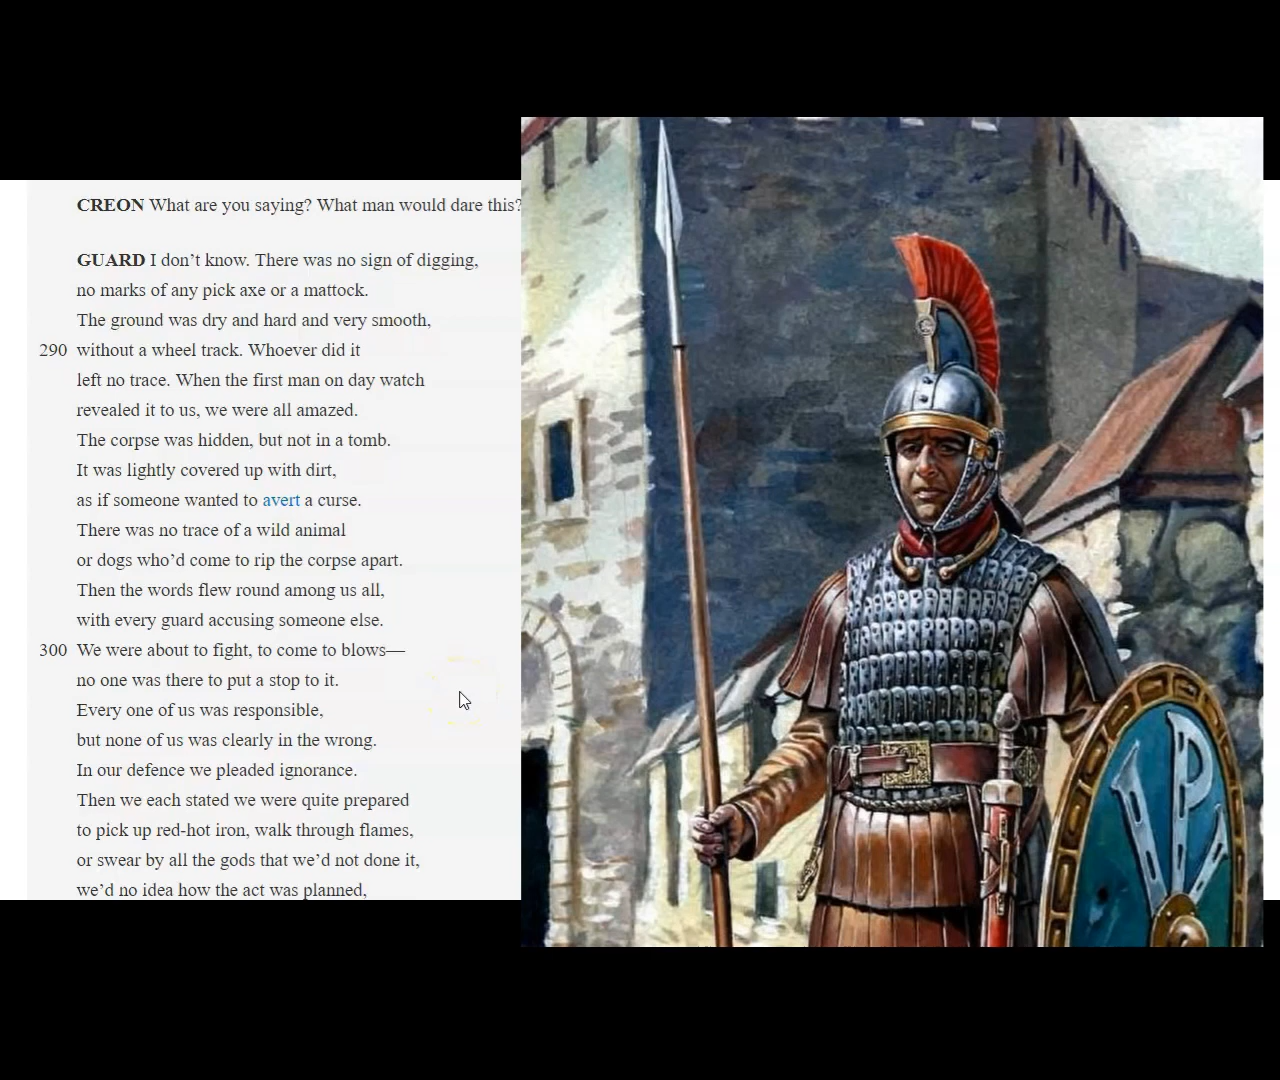 CREON What are you saying? What man would dare this?
GUARD I don’t know. There was no sign of digging,
no marks of any pick axe or a mattock.
The ground was dry and hard and very smooth,
290 without a wheel track. Whoever did it
left no trace. When the first man on day watch
revealed it to us, we were all amazed.
The corpse was hidden, but not in a tomb.
It was lightly covered up with dirt,
as if someone wanted to avert a curse.
There was no trace of a wild animal
or dogs who’d come to rip the corpse apart.
Then the words flew round among us all,
with every guard accusing someone else.
300 We were about to fight, to come to blows—
no one was there to put a stop to it.
Every one of us was responsible,
but none of us was clearly in the wrong.
In our defence we pleaded ignorance.
Then we each stated we were quite prepared
to pick up red-hot iron, walk through flames,
or swear by all the gods that we’d not done it,
we’d no idea how the act was planned,